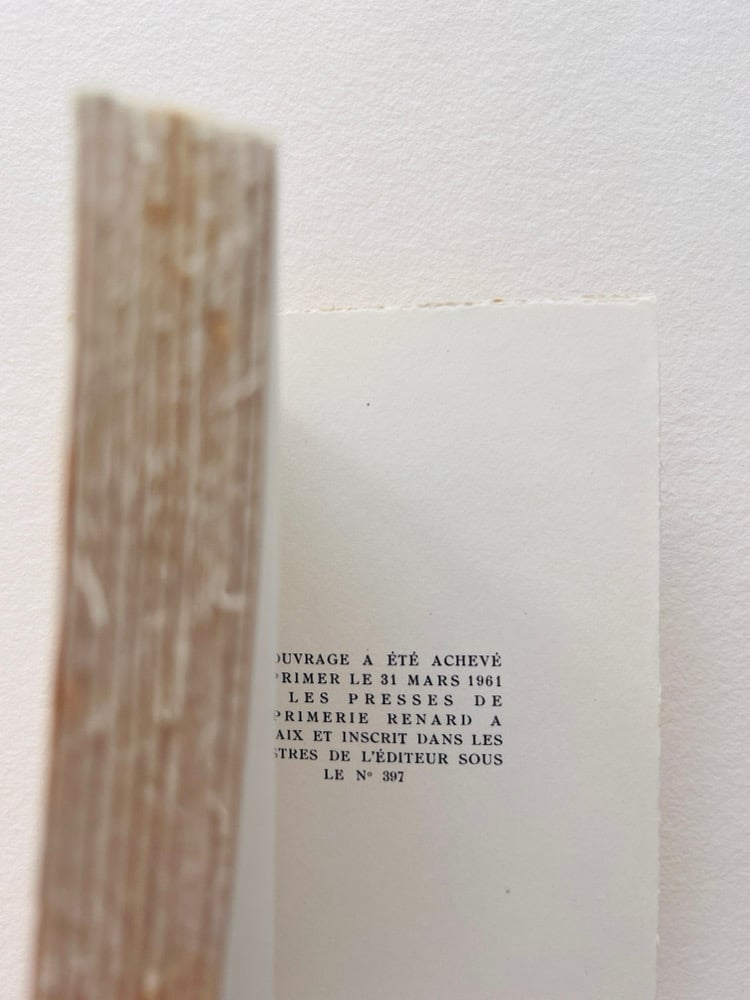 OUVRAGE A ÉTÉ ACHEVÉ
PRIMER LE 31 MARS 1961
LES PRESSES DE
PRIMERIE RENARD A
AIX ET INSCRIT DANS LES
STRES DE L'ÉDITEUR SOUS
LE Nº 397